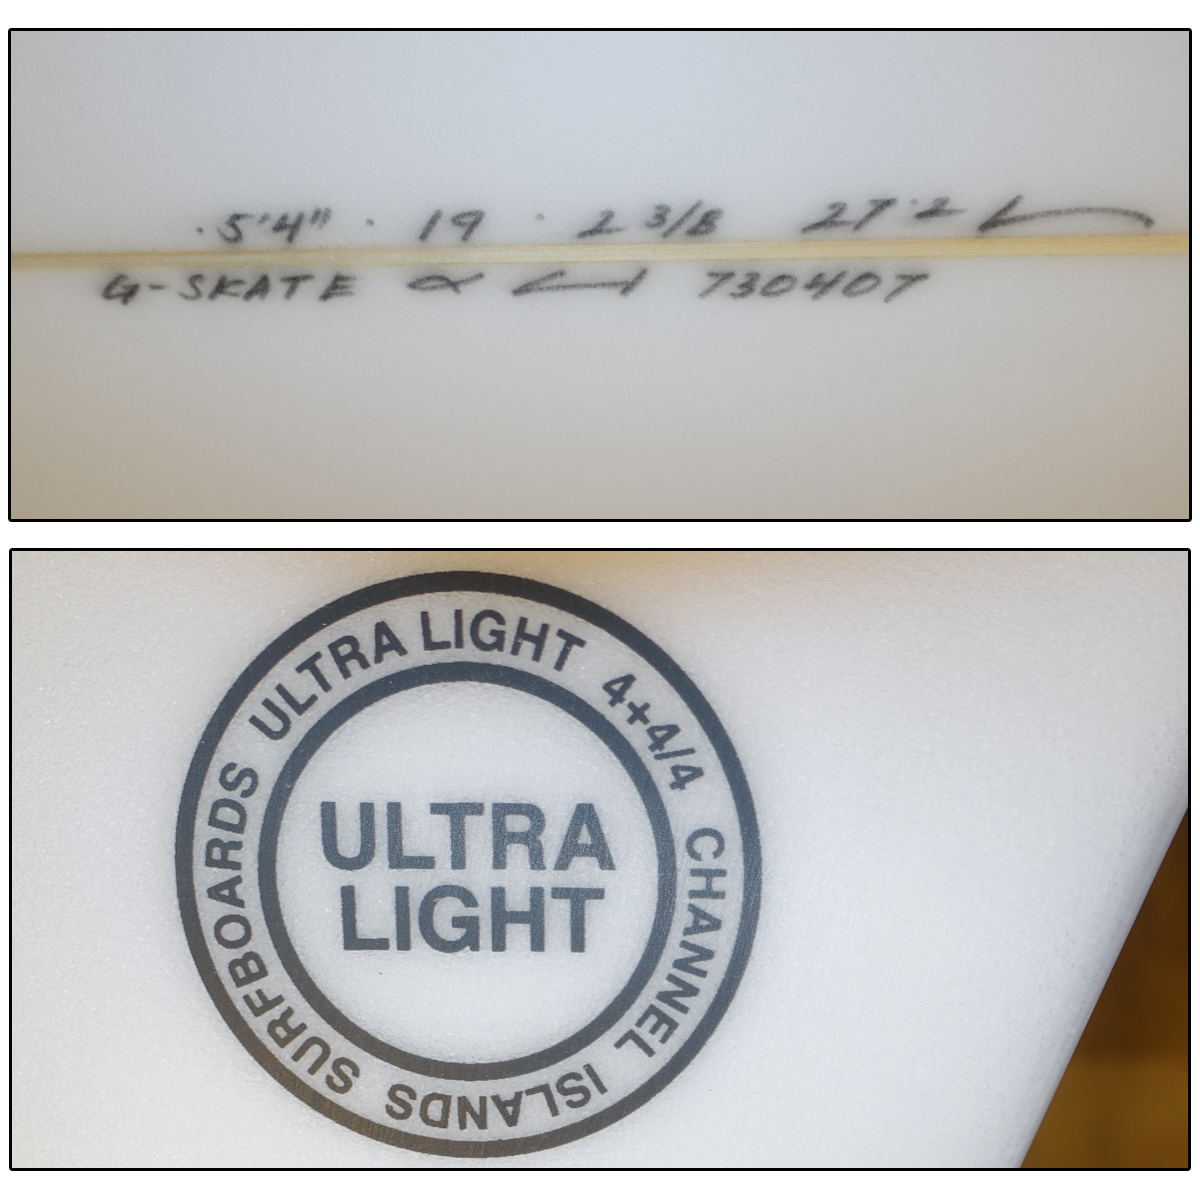 · 5'4" · 19 · 2 3/8 27.2 L
G-SKATE 730407
ULTRA LIGHT 4+4/4 CHANNEL ISLANDS SURFBOARDS
ULTRA
LIGHT